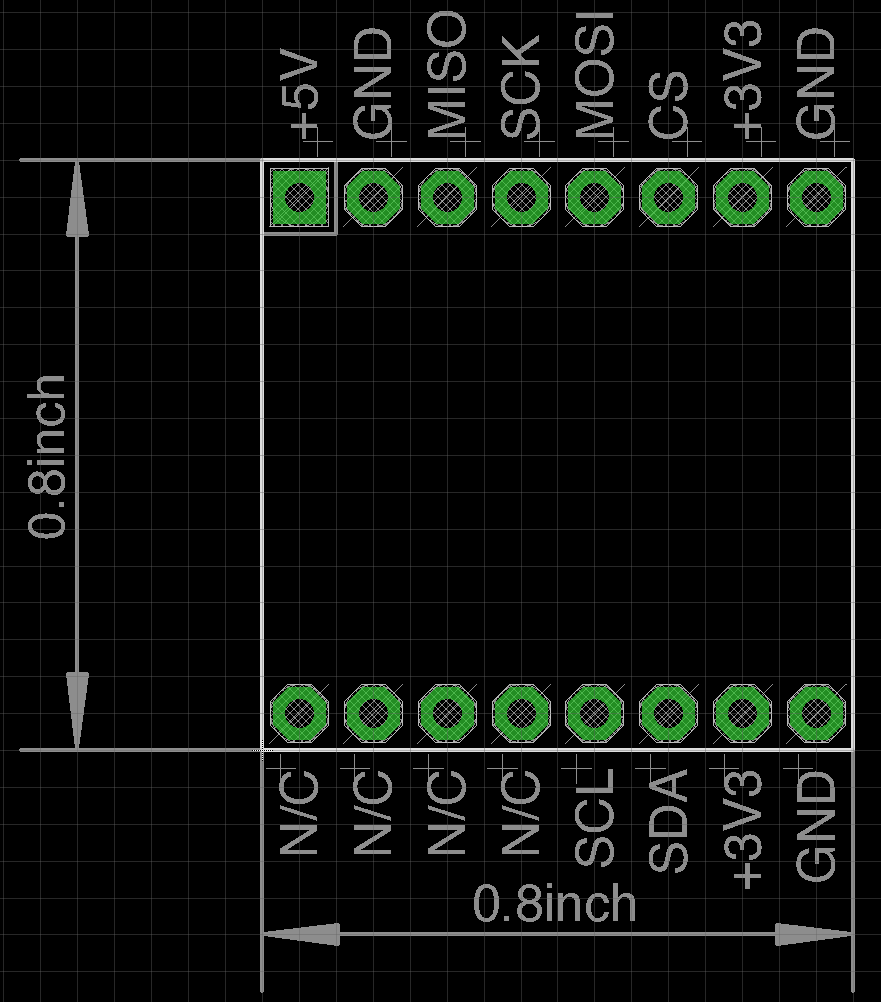 +5V
GND
MISO
SCK
MOSI
CS
+3V3
GND
0.8inch
N/C
N/C
N/C
N/C
SCL
SDA
+3V3
GND
0.8inch